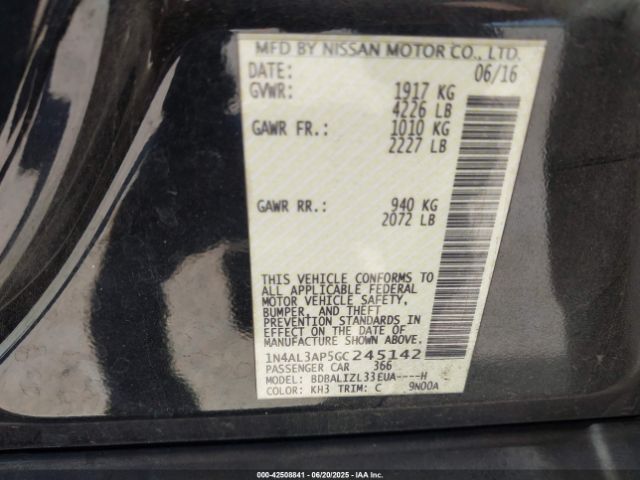 MFD BY NISSAN MOTOR CO., LTD.
DATE: 06/16
GVWR: 1917 KG
4226 LB
GAWR FR.: 1010 KG
2227 LB
GAWR RR.: 940 KG
2072 LB
THIS VEHICLE CONFORMS TO
ALL APPLICABLE FEDERAL
MOTOR VEHICLE SAFETY,
BUMPER, AND THEFT
PREVENTION STANDARDS IN
EFFECT ON THE DATE OF
MANUFACTURE SHOWN ABOVE.
1N4AL3AP5GC245142
PASSENGER CAR 366
MODEL: BDBALIZL33EUA----H
COLOR: KH3 TRIM: C 9N00A
000-42508841 - 06/20/2025 - IAA Inc.